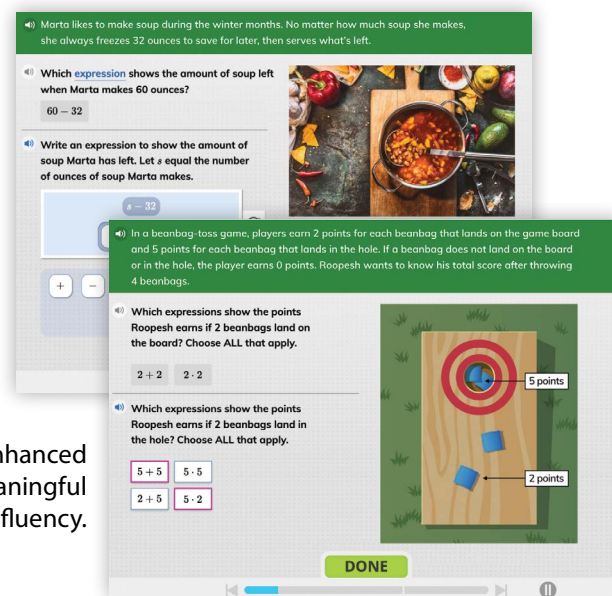 Marta likes to make soup during the winter months. No matter how much soup she makes,
she always freezes 32 ounces to save for later, then serves what's left.
Which expression shows the amount of soup left
when Marta makes 60 ounces?
60 − 32
Write an expression to show the amount of
soup Marta has left. Let s equal the number
of ounces of soup Marta makes.
s − 32
+ −
In a beanbag-toss game, players earn 2 points for each beanbag that lands on the game board
and 5 points for each beanbag that lands in the hole. If a beanbag does not land on the board
or in the hole, the player earns 0 points. Roopesh wants to know his total score after throwing
4 beanbags.
Which expressions show the points
Roopesh earns if 2 beanbags land on
the board? Choose ALL that apply.
2 + 2 2 · 2
Which expressions show the points
Roopesh earns if 2 beanbags land in
the hole? Choose ALL that apply.
5 + 5 5 · 5
2 + 5 5 · 2
5 points
2 points
DONE
fluency.